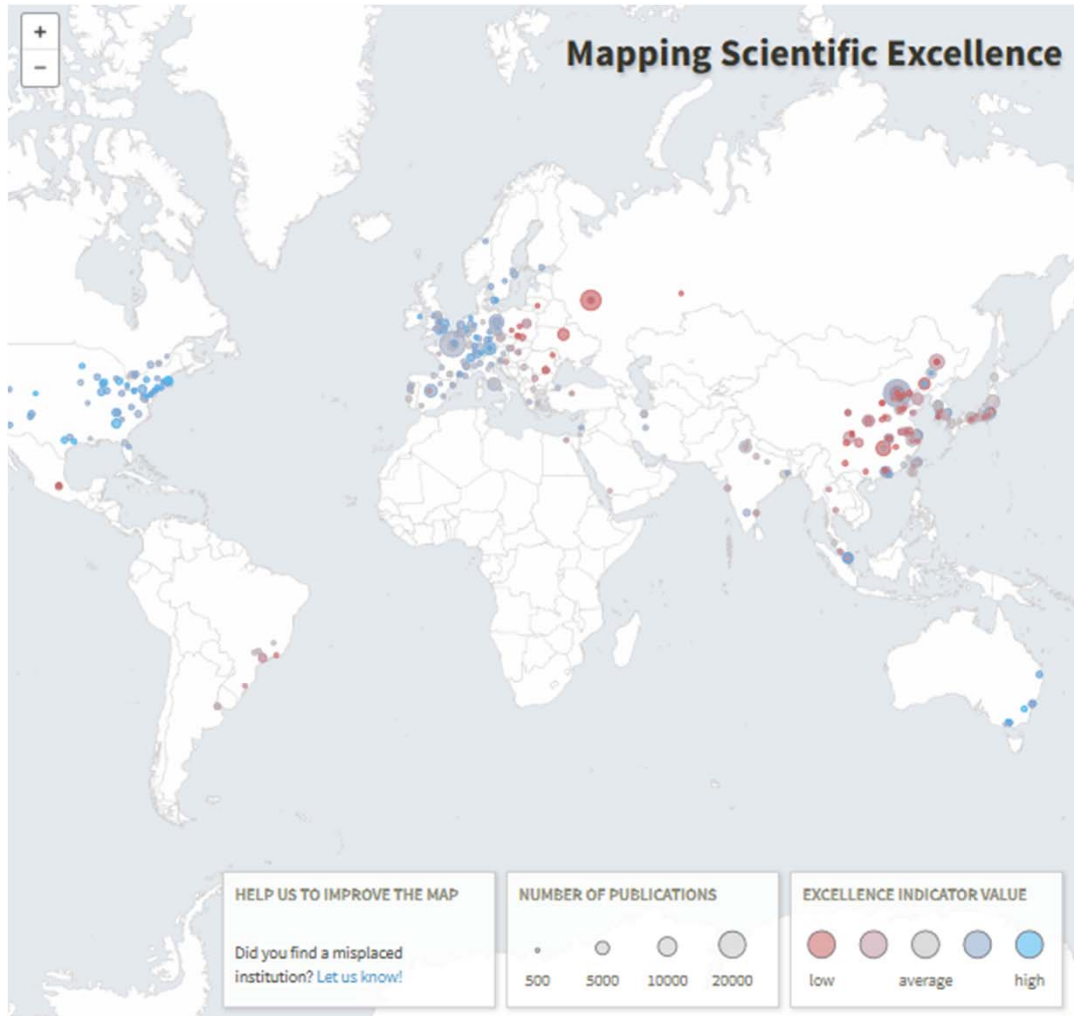 +
−
Mapping Scientific Excellence
HELP US TO IMPROVE THE MAP
Did you find a misplaced
institution? Let us know!
NUMBER OF PUBLICATIONS
500 5000 10000 20000
EXCELLENCE INDICATOR VALUE
low average high